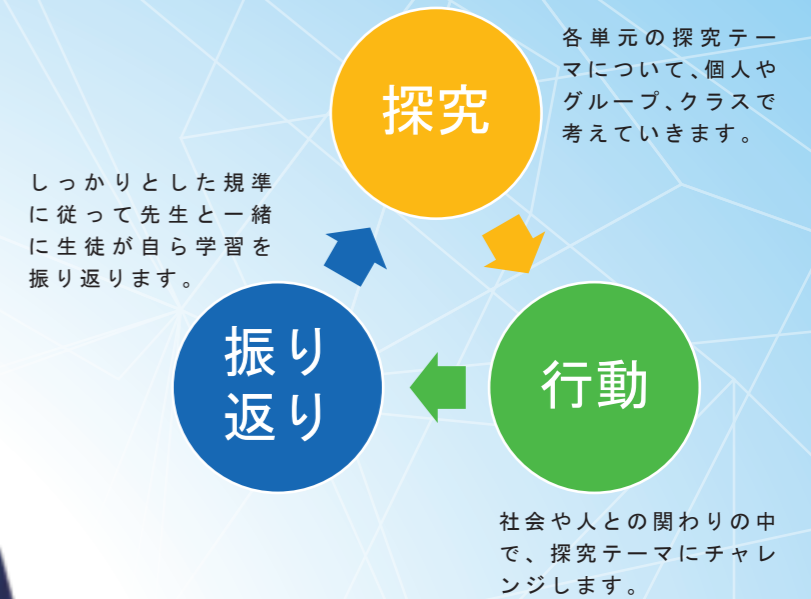 探究
各単元の探究テー
マについて、個人や
グループ、クラスで
考えていきます。
行動
社会や人との関わりの中
で、探究テーマにチャレ
ンジします。
振り
返り
しっかりとした規準
に従って先生と一緒
に生徒が自ら学習を
振り返ります。